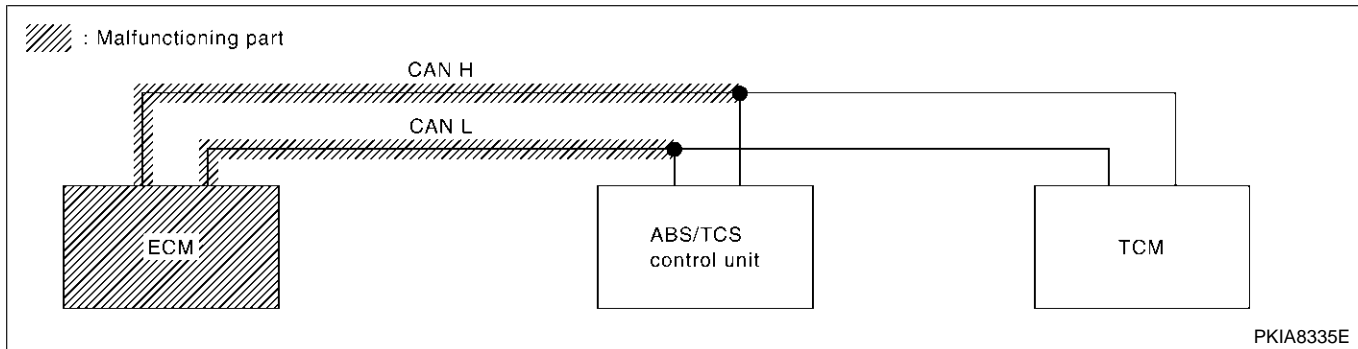 : Malfunctioning part
CAN H
CAN L
ECM
ABS/TCS
control unit
TCM
PKIA8335E